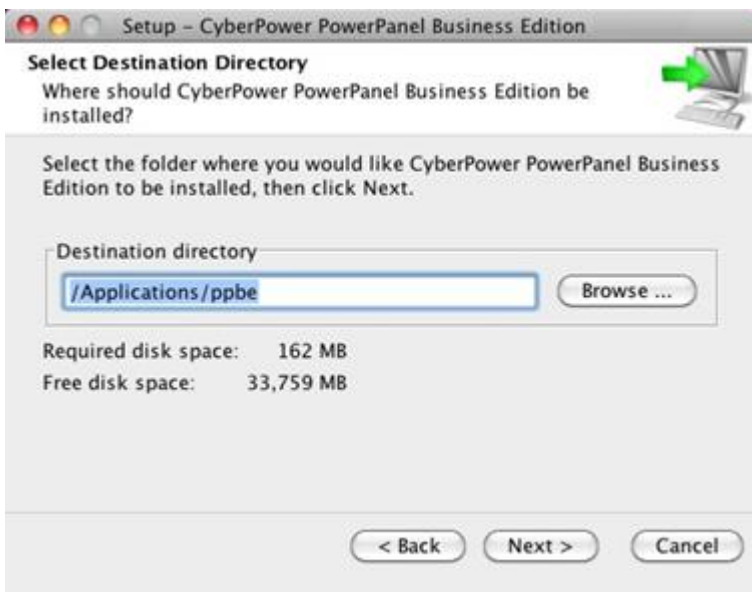 Setup – CyberPower PowerPanel Business Edition
Select Destination Directory
Where should CyberPower PowerPanel Business Edition be
installed?
Select the folder where you would like CyberPower PowerPanel Business
Edition to be installed, then click Next.
Destination directory
/Applications/ppbe
Browse ...
Required disk space: 162 MB
Free disk space: 33,759 MB
< Back Next > Cancel